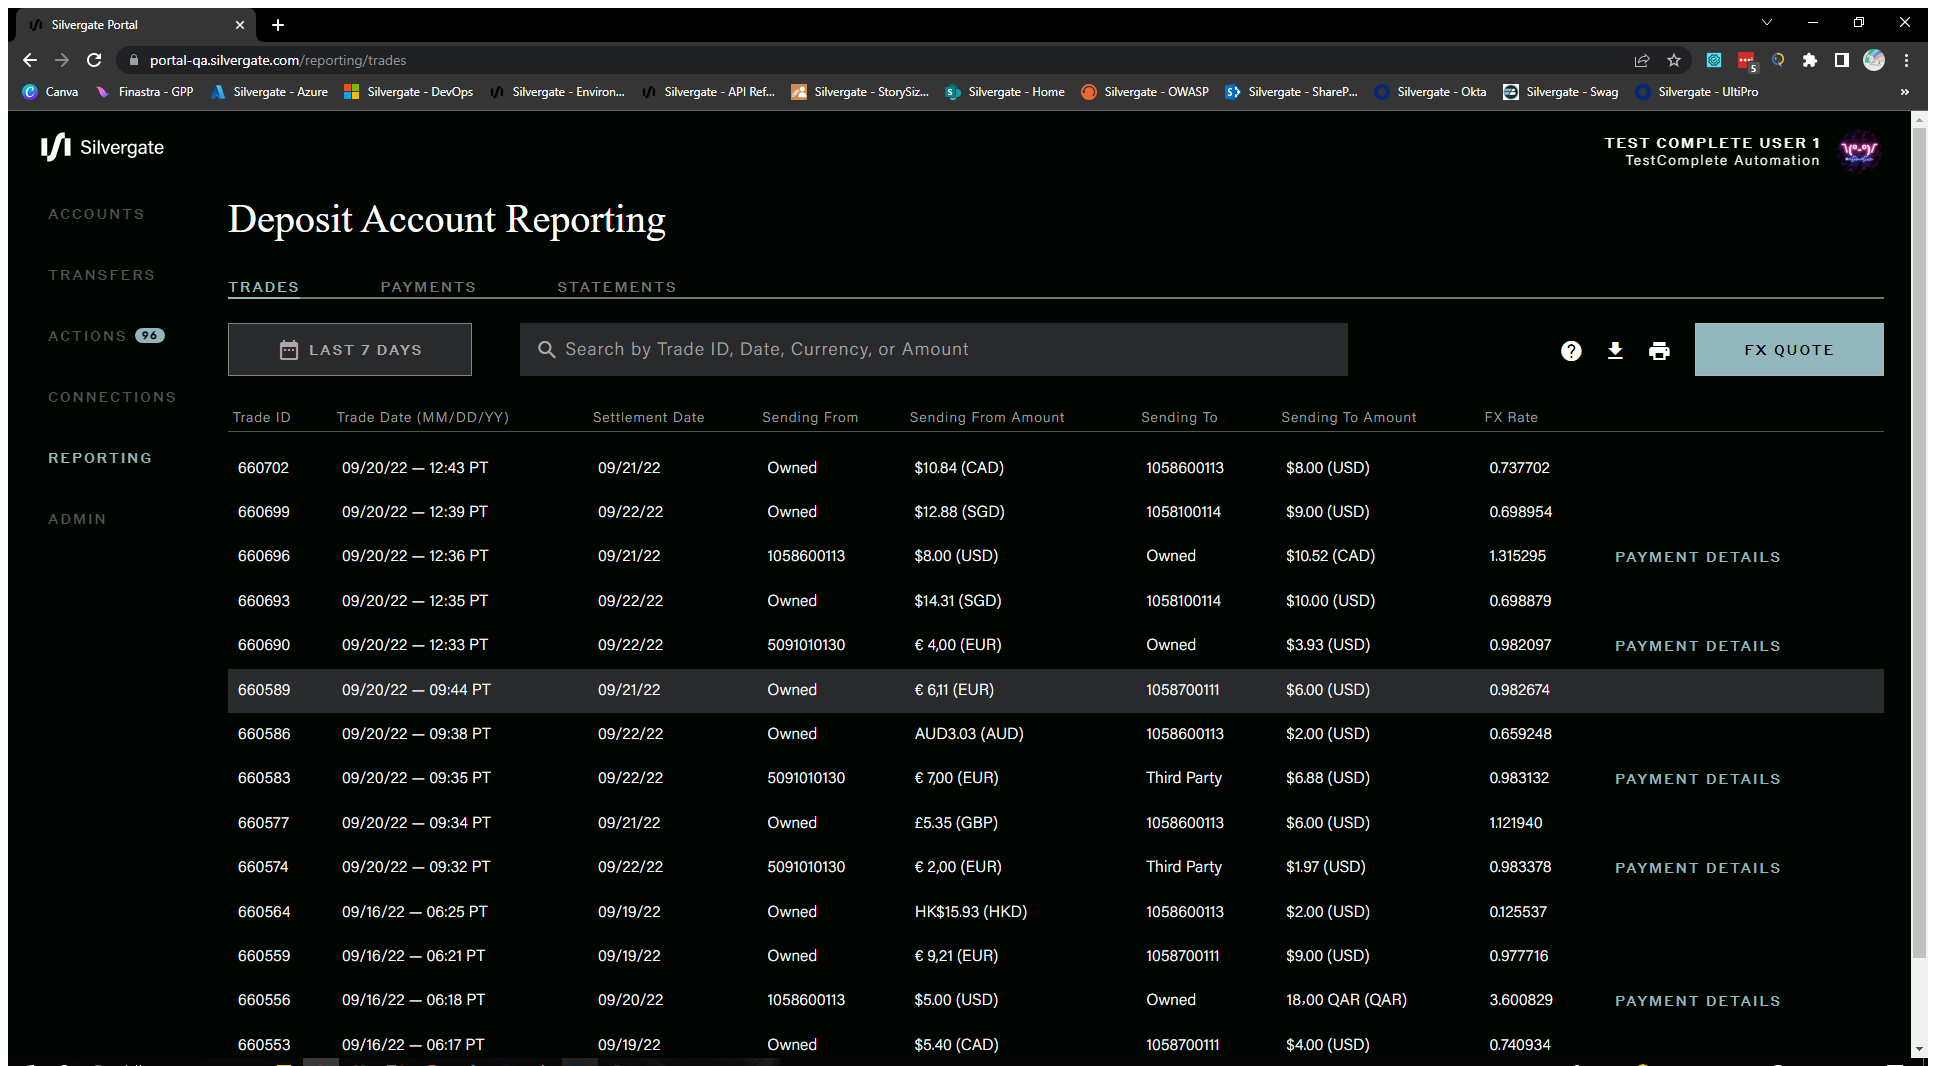 Silvergate Portal
portal-qa.silvergate.com/reporting/trades
5
Canva Finastra - GPP Silvergate - Azure Silvergate - DevOps Silvergate - Environ... Silvergate - API Ref... Silvergate - StorySiz... Silvergate - Home Silvergate - OWASP Silvergate - ShareP... Silvergate - Okta Silvergate - Swag Silvergate - UltiPro »
Silvergate
TEST COMPLETE USER 1
TestComplete Automation
ACCOUNTS
TRANSFERS
ACTIONS 96
CONNECTIONS
REPORTING
ADMIN
Deposit Account Reporting
TRADES PAYMENTS STATEMENTS
LAST 7 DAYS
Search by Trade ID, Date, Currency, or Amount
FX QUOTE
Trade ID Trade Date (MM/DD/YY) Settlement Date Sending From Sending From Amount Sending To Sending To Amount FX Rate
660702 09/20/22 — 12:43 PT 09/21/22 Owned $10.84 (CAD) 1058600113 $8.00 (USD) 0.737702
660699 09/20/22 — 12:39 PT 09/22/22 Owned $12.88 (SGD) 1058100114 $9.00 (USD) 0.698954
660696 09/20/22 — 12:36 PT 09/21/22 1058600113 $8.00 (USD) Owned $10.52 (CAD) 1.315295 PAYMENT DETAILS
660693 09/20/22 — 12:35 PT 09/22/22 Owned $14.31 (SGD) 1058100114 $10.00 (USD) 0.698879
660690 09/20/22 — 12:33 PT 09/22/22 5091010130 € 4,00 (EUR) Owned $3.93 (USD) 0.982097 PAYMENT DETAILS
660589 09/20/22 — 09:44 PT 09/21/22 Owned € 6,11 (EUR) 1058700111 $6.00 (USD) 0.982674
660586 09/20/22 — 09:38 PT 09/22/22 Owned AUD3.03 (AUD) 1058600113 $2.00 (USD) 0.659248
660583 09/20/22 — 09:35 PT 09/22/22 5091010130 € 7,00 (EUR) Third Party $6.88 (USD) 0.983132 PAYMENT DETAILS
660577 09/20/22 — 09:34 PT 09/21/22 Owned £5.35 (GBP) 1058600113 $6.00 (USD) 1.121940
660574 09/20/22 — 09:32 PT 09/22/22 5091010130 € 2,00 (EUR) Third Party $1.97 (USD) 0.983378 PAYMENT DETAILS
660564 09/16/22 — 06:25 PT 09/19/22 Owned HK$15.93 (HKD) 1058600113 $2.00 (USD) 0.125537
660559 09/16/22 — 06:21 PT 09/19/22 Owned € 9,21 (EUR) 1058700111 $9.00 (USD) 0.977716
660556 09/16/22 — 06:18 PT 09/20/22 1058600113 $5.00 (USD) Owned 18،00 QAR (QAR) 3.600829 PAYMENT DETAILS
660553 09/16/22 — 06:17 PT 09/19/22 Owned $5.40 (CAD) 1058700111 $4.00 (USD) 0.740934